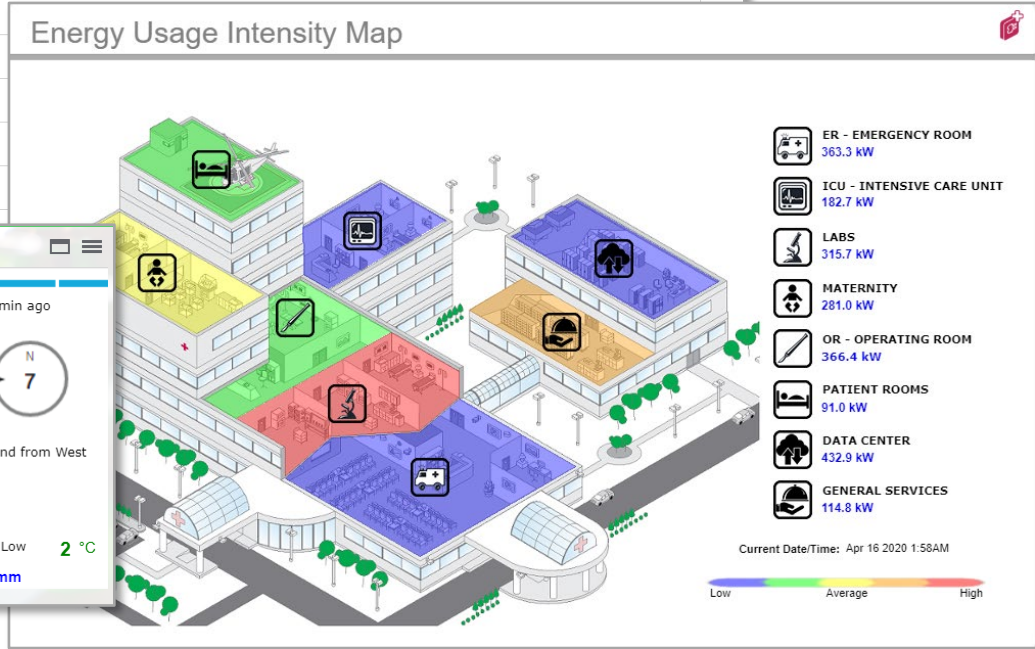 Energy Usage Intensity Map
min ago
N
7
nd from West
Low 2 °C
mm
ER - EMERGENCY ROOM
363.3 kW
ICU - INTENSIVE CARE UNIT
182.7 kW
LABS
315.7 kW
MATERNITY
281.0 kW
OR - OPERATING ROOM
366.4 kW
PATIENT ROOMS
91.0 kW
DATA CENTER
432.9 kW
GENERAL SERVICES
114.8 kW
Current Date/Time: Apr 16 2020 1:58AM
Low Average High